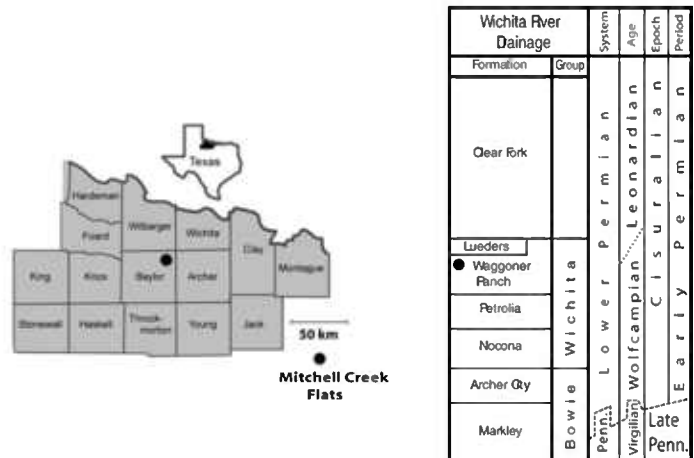 Texas
Hardeman
Foard
Wilbarger
Wichita
Clay
Montague
King
Knox
Baylor
Archer
Stonewall
Haskell
Throck-
morton
Young
Jack
50 km
Mitchell Creek
Flats
Wichita River
Drainage
System
Age
Epoch
Period
Formation
Group
Clear Fork
Lueders
Waggoner
Ranch
Petrolia
Nocona
Archer City
Markley
Wichita
Bowie
Lower Permian
Penn.
Leonardian
Wolfcampian
Virgilian
Cisuralian
Late
Penn.
Early Permian